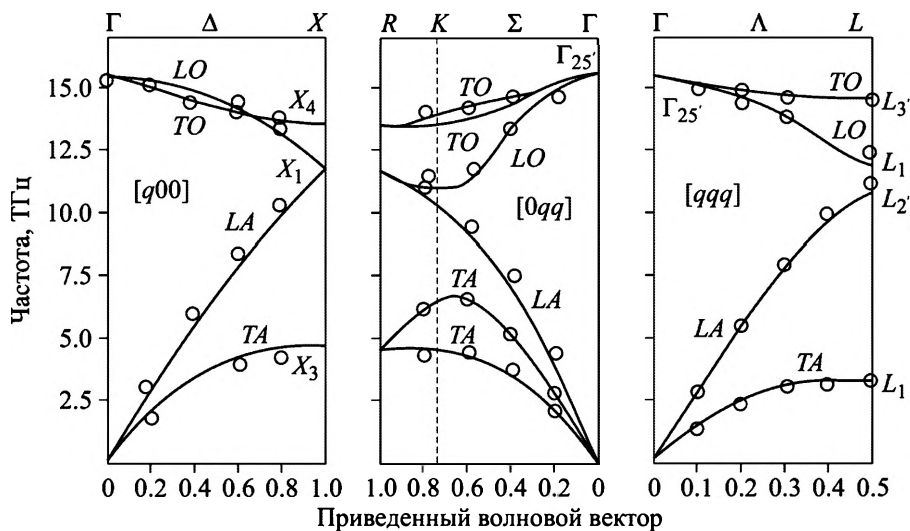 Γ Δ X R K Σ Γ Γ Λ L
Частота, ТГц
15.0
12.5
10.0
7.5
5.0
2.5
LO
TO
X4
X1
[q00]
LA
TA
X3
0 0.2 0.4 0.6 0.8 1.0
Γ25'
TO
TO
LO
[0qq]
LA
TA
TA
1.0 0.8 0.6 0.4 0.2 0
Γ25'
TO
L3'
LO
L1
[qqq]
L2'
LA
TA
L1
0 0.1 0.2 0.3 0.4 0.5
Приведенный волновой вектор